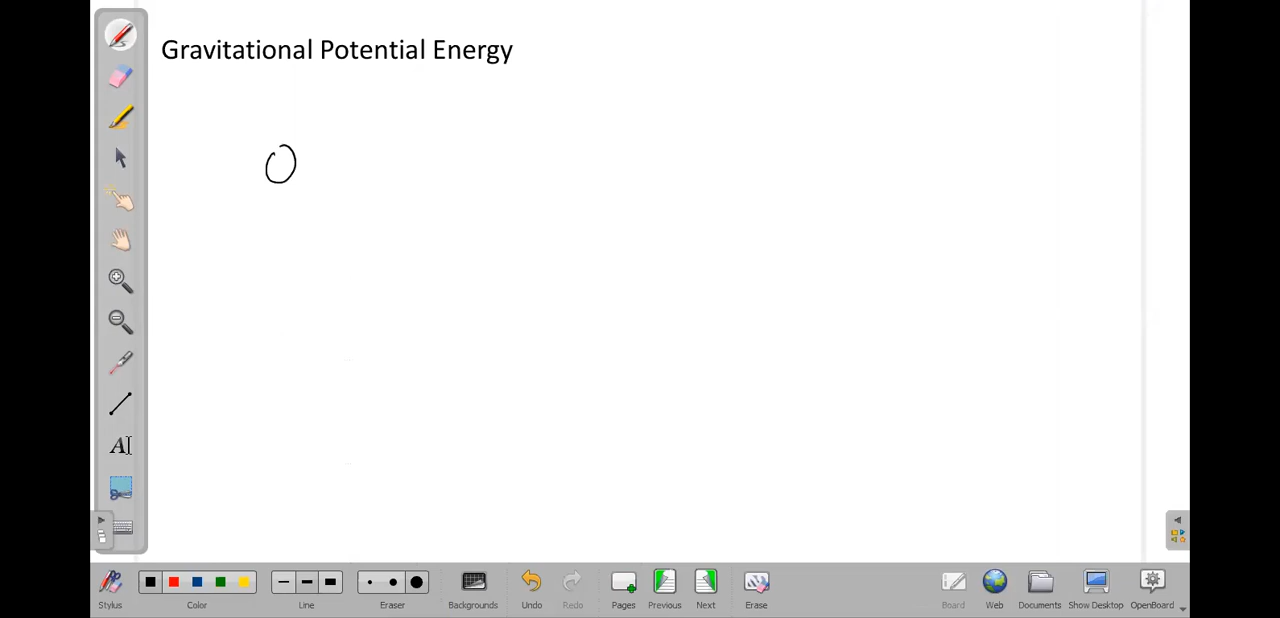 Gravitational Potential Energy
A
Stylus
Color
Line
Eraser
Backgrounds
Undo
Redo
Pages
Previous
Next
Erase
Board
Web
Documents
Show Desktop
OpenBoard